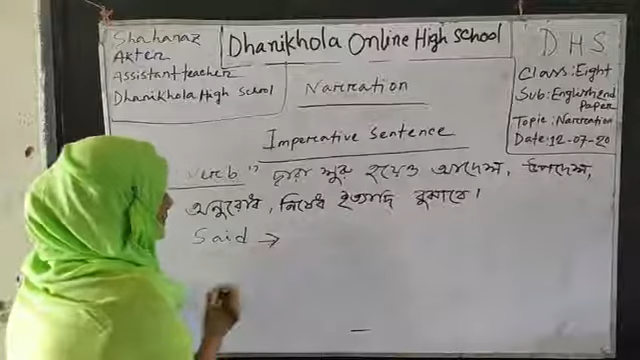 Shahanaz
Akter
Assistant teacher
Dhanikhola High School
Dhanikhola Online High School
DHS
Class: Eight
Sub: English 2nd
Paper
Topic: Narration
Date: 12-07-20
Narration
Imperative Sentence
Verb" দ্বারা শুরু হয়েও আদেশ, উপদেশ,
অনুরোধ, নিষেধ ইত্যাদি বুঝাবে।
Said →